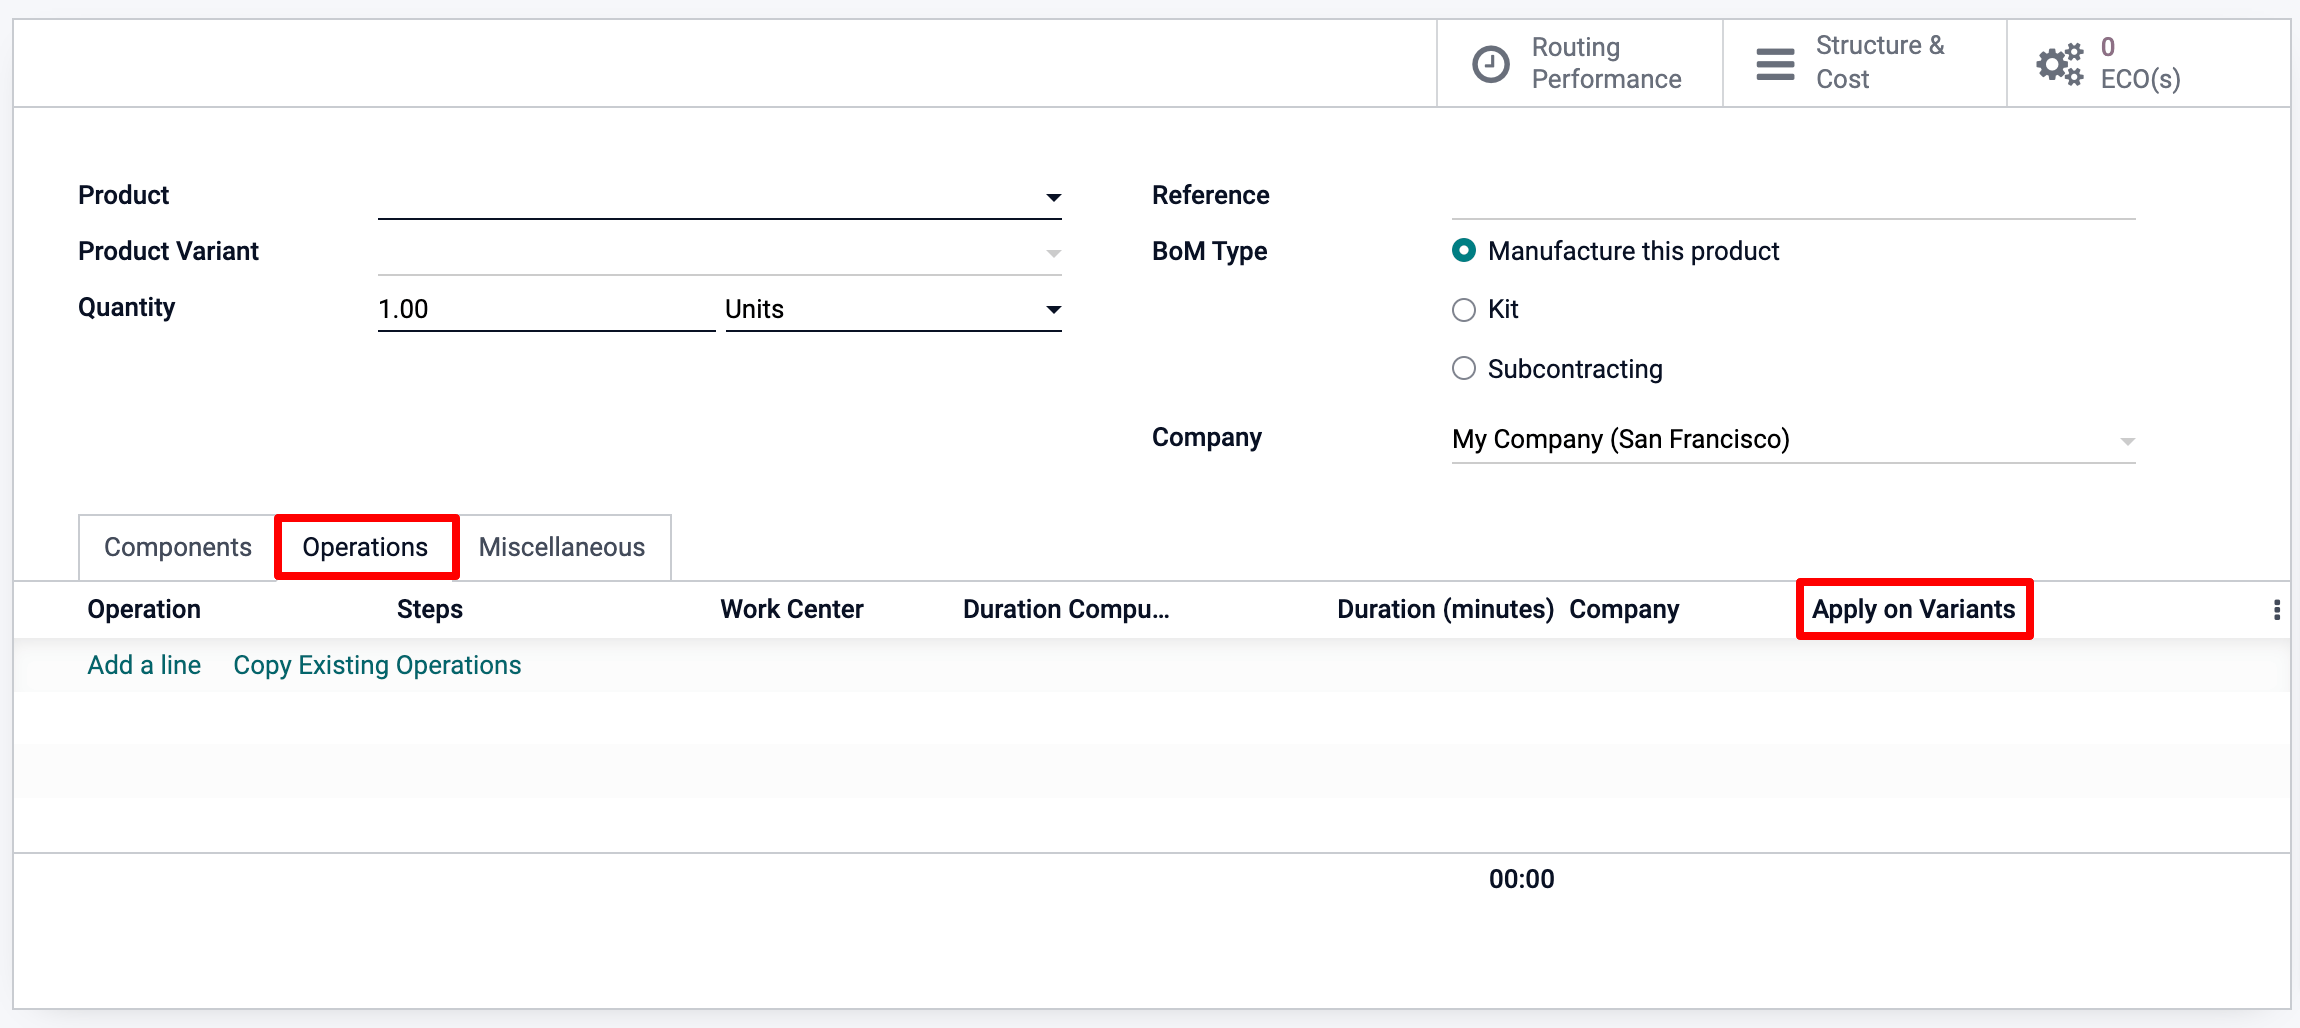 Routing
Performance
Structure &
Cost
0
ECO(s)
Product
Reference
Product Variant
BoM Type
Manufacture this product
Quantity
1.00
Units
Kit
Subcontracting
Company
My Company (San Francisco)
Components
Operations
Miscellaneous
Operation
Steps
Work Center
Duration Compu...
Duration (minutes)
Company
Apply on Variants
Add a line
Copy Existing Operations
00:00